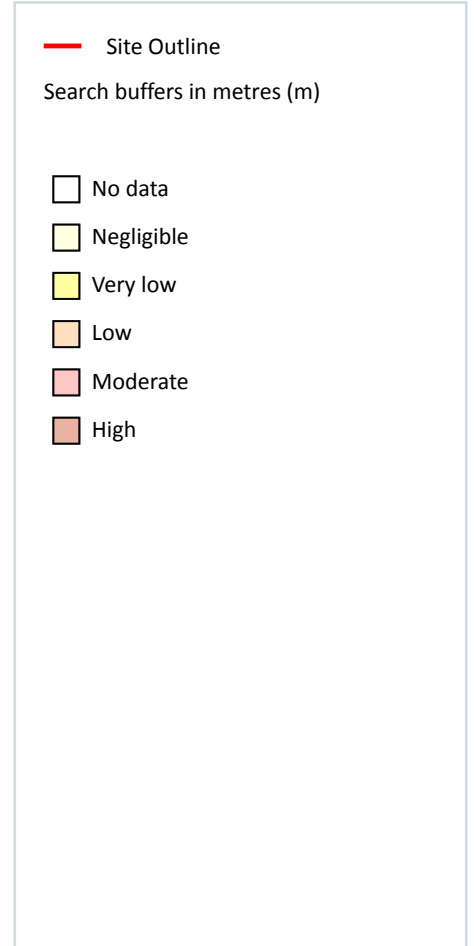 Site Outline
Search buffers in metres (m)
No data
Negligible
Very low
Low
Moderate
High